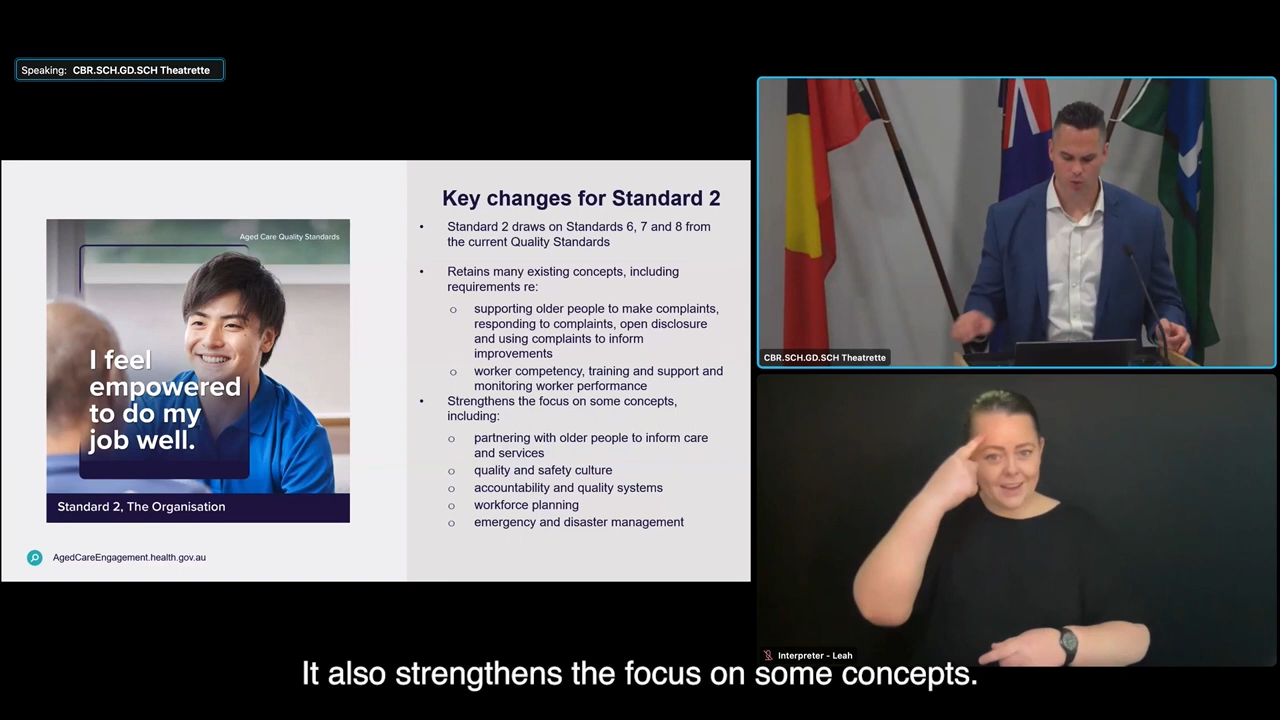 Speaking: CBR.SCH.GD.SCH Theatrette
Aged Care Quality Standards
I feel
empowered
to do my
job well.
Standard 2, The Organisation
AgedCareEngagement.health.gov.au
Key changes for Standard 2
• Standard 2 draws on Standards 6, 7 and 8 from
the current Quality Standards
• Retains many existing concepts, including
requirements re:
o supporting older people to make complaints,
responding to complaints, open disclosure
and using complaints to inform
improvements
o worker competency, training and support and
monitoring worker performance
• Strengthens the focus on some concepts,
including:
o partnering with older people to inform care
and services
o quality and safety culture
o accountability and quality systems
o workforce planning
o emergency and disaster management
CBR.SCH.GD.SCH Theatrette
Interpreter - Leah
It also strengthens the focus on some concepts.